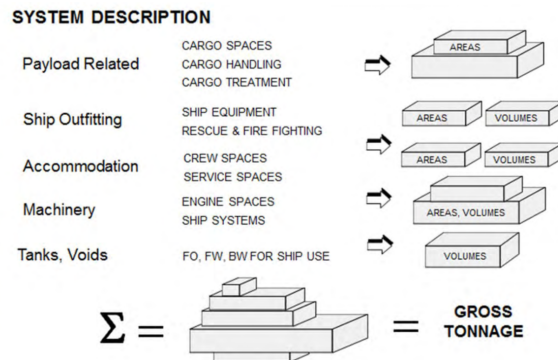 SYSTEM DESCRIPTION
Payload Related
CARGO SPACES
CARGO HANDLING
CARGO TREATMENT
AREAS
Ship Outfitting
SHIP EQUIPMENT
RESCUE & FIRE FIGHTING
AREAS
VOLUMES
Accommodation
CREW SPACES
SERVICE SPACES
AREAS
VOLUMES
Machinery
ENGINE SPACES
SHIP SYSTEMS
AREAS, VOLUMES
Tanks, Voids
FO, FW, BW FOR SHIP USE
VOLUMES
Σ = = GROSS
TONNAGE